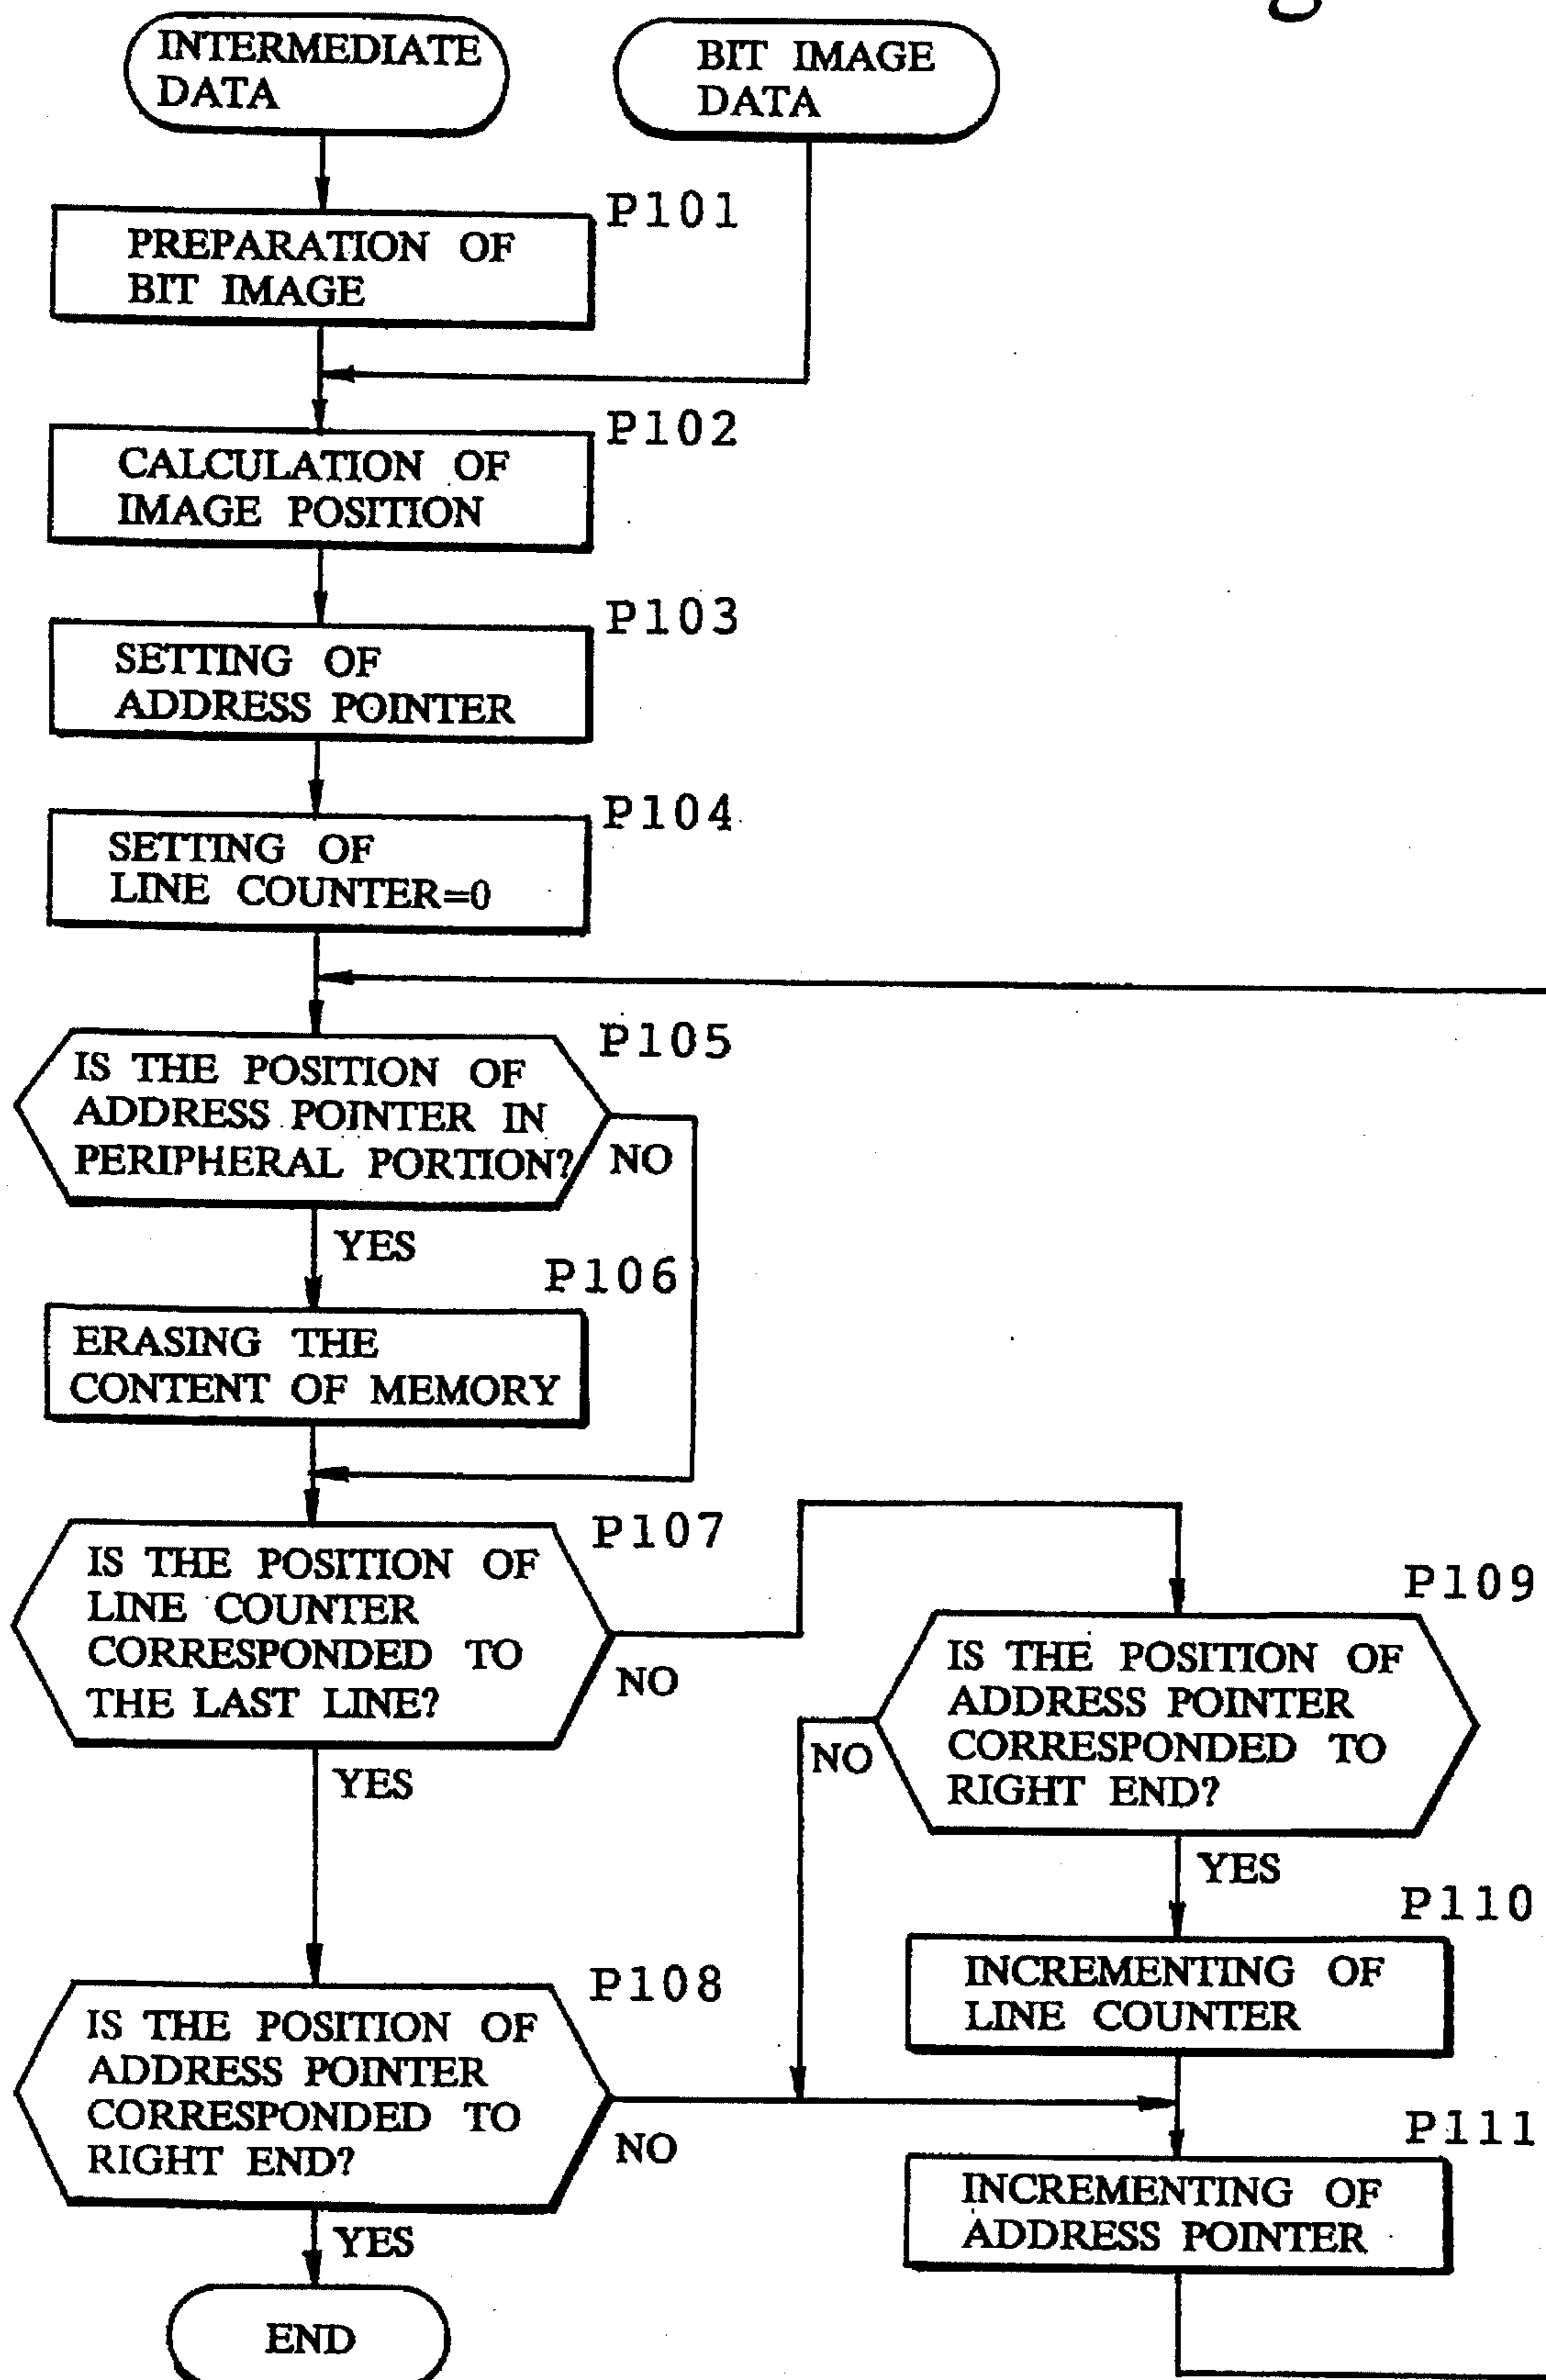 INTERMEDIATE
DATA
BIT IMAGE
DATA
P101
PREPARATION OF
BIT IMAGE
P102
CALCULATION OF
IMAGE POSITION
P103
SETTING OF
ADDRESS POINTER
P104
SETTING OF
LINE COUNTER=0
P105
IS THE POSITION OF
ADDRESS POINTER IN
PERIPHERAL PORTION?
NO
YES
P106
ERASING THE
CONTENT OF MEMORY
P107
IS THE POSITION OF
LINE COUNTER
CORRESPONDED TO
THE LAST LINE?
NO
YES
P109
IS THE POSITION OF
ADDRESS POINTER
CORRESPONDED TO
RIGHT END?
NO
YES
P110
INCREMENTING OF
LINE COUNTER
P108
IS THE POSITION OF
ADDRESS POINTER
CORRESPONDED TO
RIGHT END?
NO
YES
P111
INCREMENTING OF
ADDRESS POINTER
END